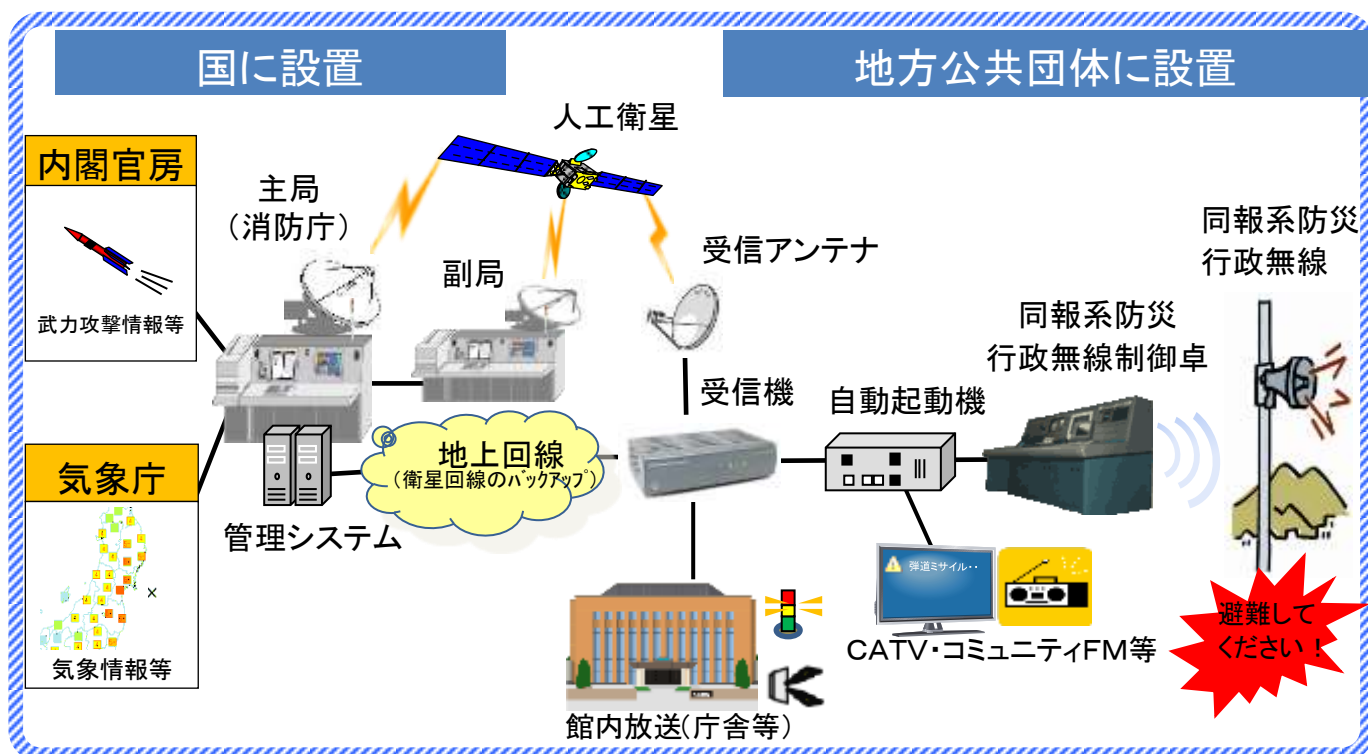 国に設置
地方公共団体に設置
人工衛星
内閣官房
武力攻撃情報等
主局
(消防庁)
副局
受信アンテナ
同報系防災
行政無線
同報系防災
行政無線制御卓
受信機
自動起動機
地上回線
(衛星回線のバックアップ)
気象庁
気象情報等
管理システム
弾道ミサイル・・
CATV・コミュニティFM等
避難して
ください!
館内放送(庁舎等)